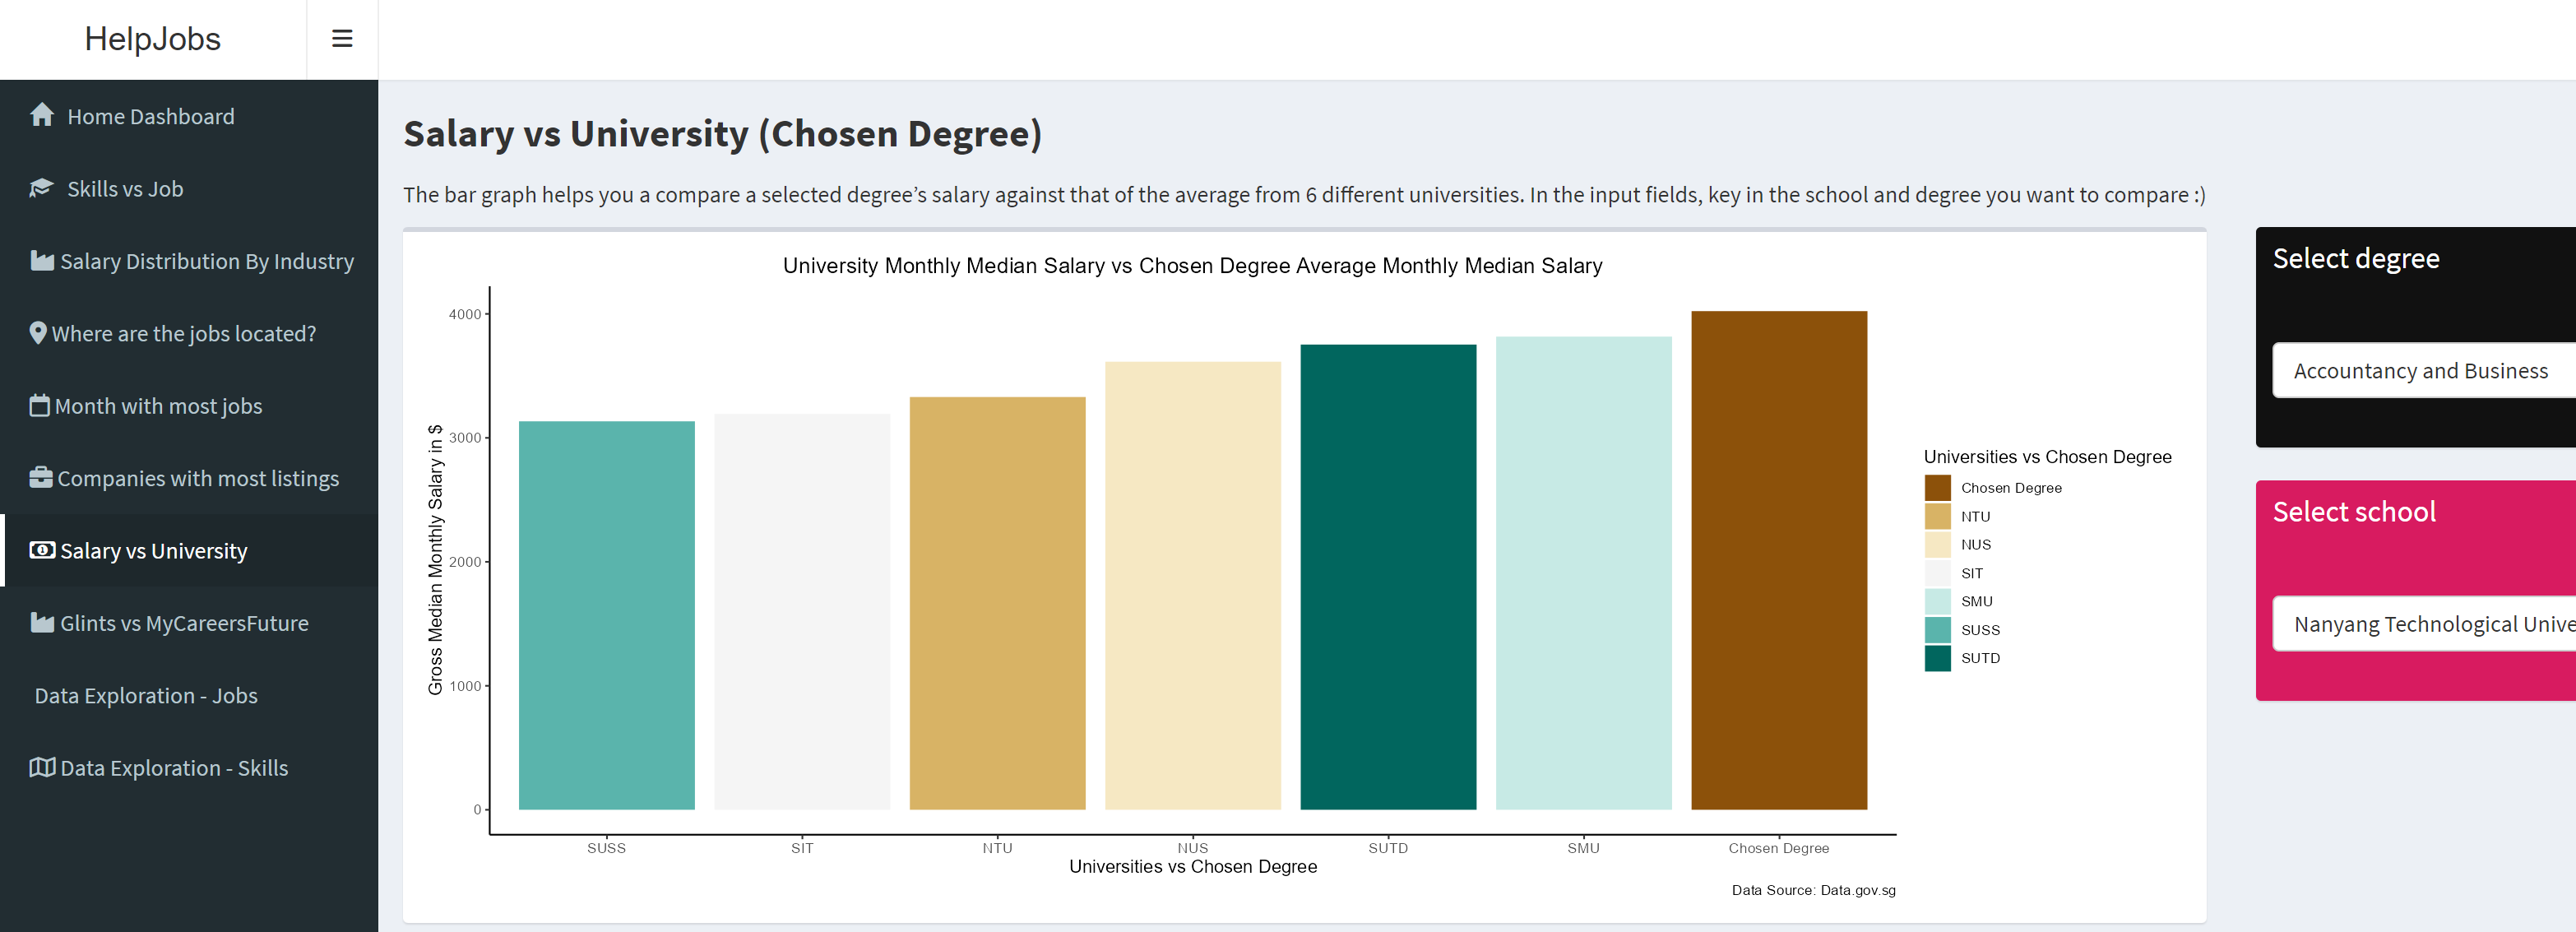 HelpJobs
Home Dashboard
Skills vs Job
Salary Distribution By Industry
Where are the jobs located?
Month with most jobs
Companies with most listings
Salary vs University
Glints vs MyCareersFuture
Data Exploration - Jobs
Data Exploration - Skills
Salary vs University (Chosen Degree)
The bar graph helps you a compare a selected degree’s salary against that of the average from 6 different universities. In the input fields, key in the school and degree you want to compare :)
University Monthly Median Salary vs Chosen Degree Average Monthly Median Salary
Gross Median Monthly Salary in $
4000
3000
2000
1000
0
SUSS
SIT
NTU
NUS
SUTD
SMU
Chosen Degree
Universities vs Chosen Degree
Data Source: Data.gov.sg
Universities vs Chosen Degree
Chosen Degree
NTU
NUS
SIT
SMU
SUSS
SUTD
Select degree
Accountancy and Business
Select school
Nanyang Technological Unive